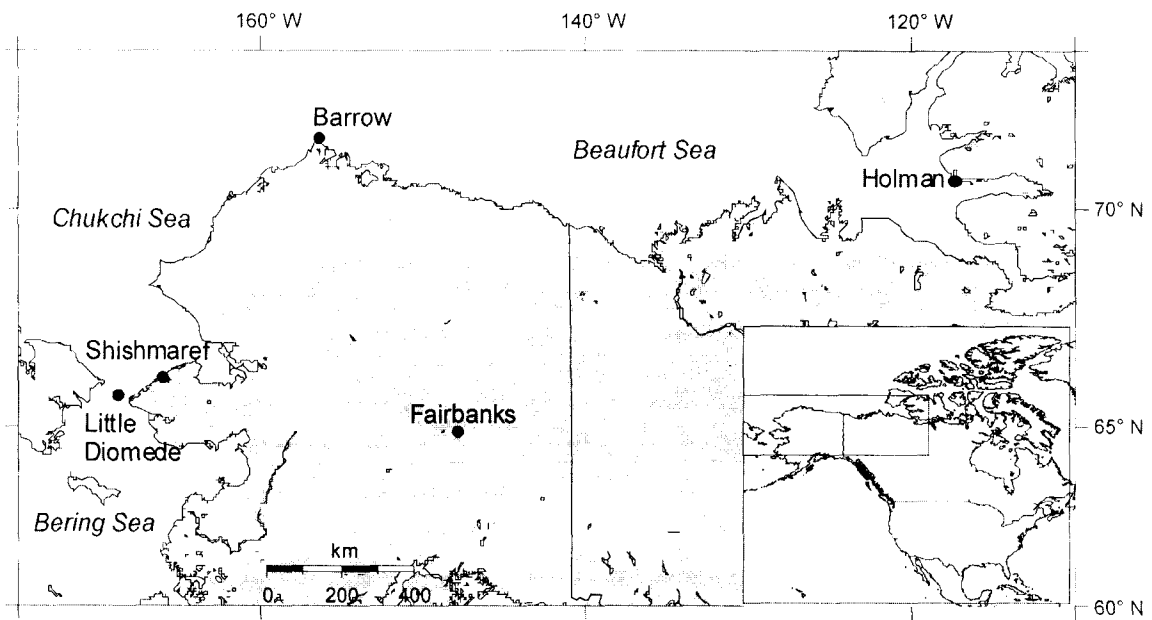 160° W
140° W
120° W
Barrow
Beaufort Sea
Holman
Chukchi Sea
70° N
Shishmaref
Little
Diomede
Fairbanks
65° N
Bering Sea
km
0 200 400
60° N